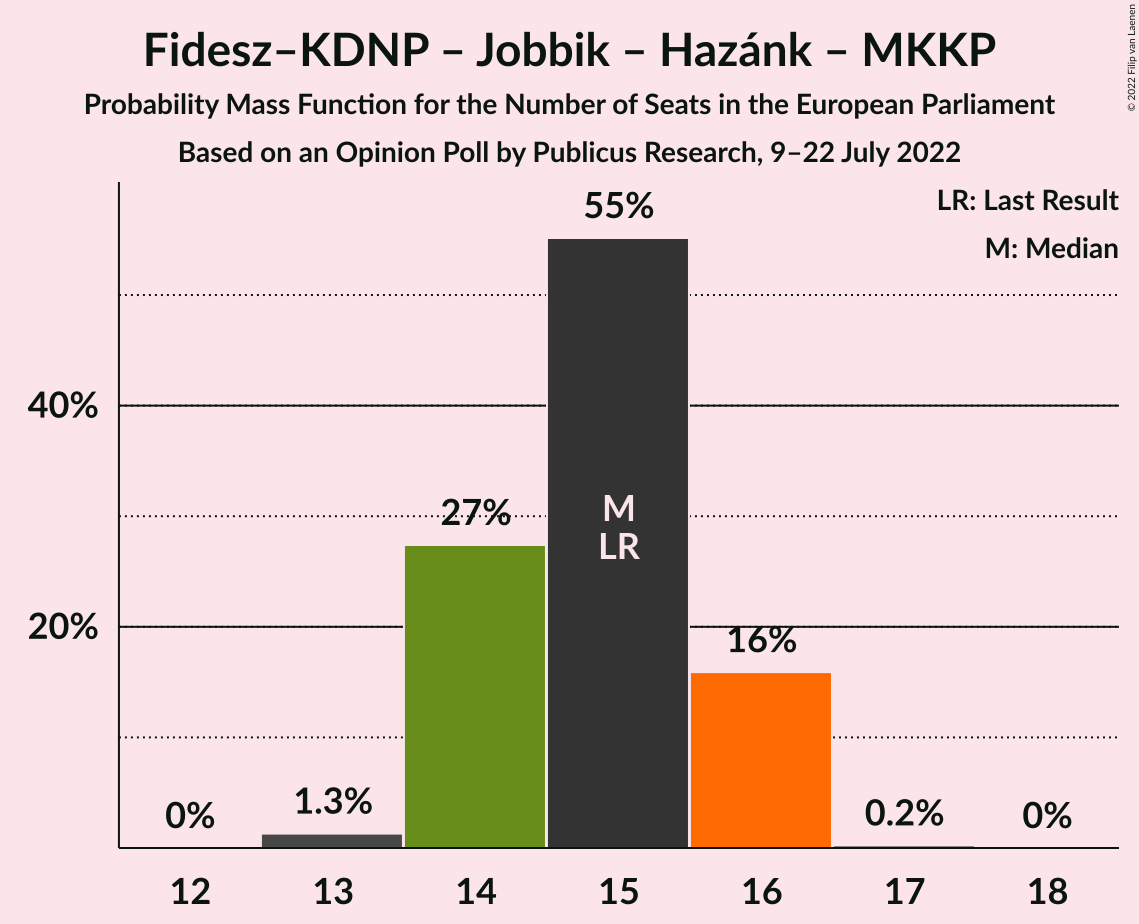 Fidesz–KDNP – Jobbik – Hazánk – MKKP
Probability Mass Function for the Number of Seats in the European Parliament
Based on an Opinion Poll by Publicus Research, 9–22 July 2022
© 2022 Filip van Laenen
LR: Last Result
M: Median
55%
40%
27%
M
LR
20%
16%
1.3%
0%
0.2%
0%
12 13 14 15 16 17 18